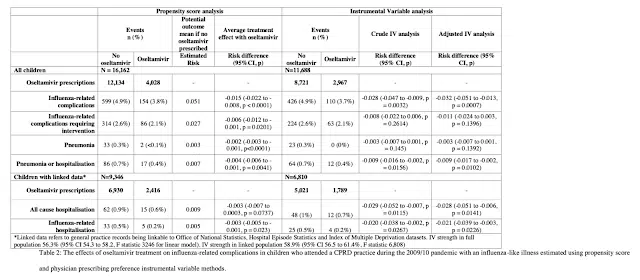 Propensity score analysis Instrumental Variable analysis
Events n (%) Potential outcome mean if no oseltamivir prescribed Average treatment effect with oseltamivir Events n (%) Crude IV analysis Adjusted IV analysis
No oseltamivir Oseltamivir Estimated Risk Risk difference (95%CI, p) No oseltamivir Oseltamivir Risk difference (95% CI, p) Risk difference (95% CI, p)
All children N = 16,162 N=11,688
Oseltamivir prescriptions 12,134 4,028 - - 8,721 2,967 - -
Influenza-related complications 599 (4.9%) 154 (3.8%) 0.051 -0.015 (-0.022 to -0.008, p < 0.0001) 426 (4.9%) 110 (3.7%) -0.028 (-0.047 to -0.009, p = 0.0032) -0.032 (-0.051 to -0.013, p = 0.0007)
Influenza-related complications requiring intervention 314 (2.6%) 86 (2.1%) 0.027 -0.006 (-0.012 to -0.001, p = 0.0201) 224 (2.6%) 63 (2.1%) -0.008 (-0.022 to 0.006, p = 0.2614) -0.011 (-0.024 to 0.003, p = 0.1396)
Pneumonia 33 (0.3%) 2 (<0.1%) 0.003 -0.002 (-0.003 to -0.001, p<0.0001) 23 (0.3%) 0 (0%) -0.003 (-0.007 to 0.001, p = 0.145) -0.003 (-0.007 to 0.001, p = 0.1392)
Pneumonia or hospitalisation 86 (0.7%) 17 (0.4%) 0.007 -0.004 (-0.006 to -0.001, p = 0.0041) 64 (0.7%) 12 (0.4%) -0.009 (-0.016 to -0.002, p = 0.0156) -0.009 (-0.017 to -0.002, p = 0.0102)
Children with linked data* N=9,346 N=6,810
Oseltamivir prescriptions 6,930 2,416 - - 5,021 1,789 - -
All cause hospitalisation 62 (0.9%) 15 (0.6%) 0.009 -0.003 (-0.007 to 0.0003, p = 0.0737) 48 (1%) 12 (0.7%) -0.029 (-0.052 to -0.007, p = 0.0115) -0.028 (-0.051 to -0.006, p = 0.0141)
Influenza-related hospitalisation 33 (0.5%) 5 (0.2%) 0.005 -0.003 (-0.005 to -0.001, p = 0.023) 25 (0.5%) 4 (0.2%) -0.020 (-0.038 to -0.002, p = 0.0267) -0.021 (-0.039 to -0.003, p = 0.0226)
*Linked data refers to general practice records being linkable to Office of National Statistics, Hospital Episode Statistics and Index of Multiple Deprivation datasets. IV strength in full
population 56.3% (95% CI 54.3 to 58.2, F statistic 3246 for linear model). IV strength in linked population 58.9% (95% CI 56.5 to 61.4, F statistic 6,808)
Table 2: The effects of oseltamivir treatment on influenza-related complications in children who attended a CPRD practice during the 2009/10 pandemic with an influenza-like illness estimated using propensity score
and physician prescribing preference instrumental variable methods.